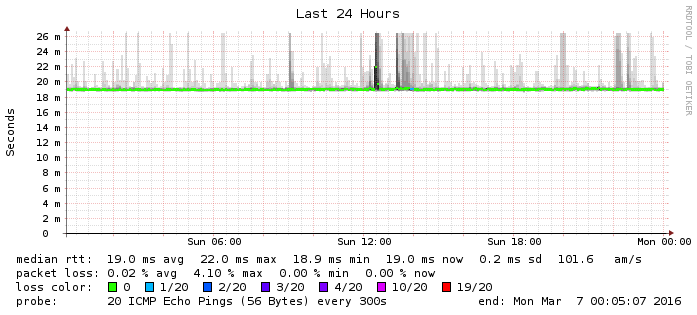 Last 24 Hours
RRDTOOL / TOBI OETIKER
Seconds
26 m
24 m
22 m
20 m
18 m
16 m
14 m
12 m
10 m
8 m
6 m
4 m
2 m
0
Sun 06:00 Sun 12:00 Sun 18:00 Mon 00:00
median rtt: 19.0 ms avg 22.0 ms max 18.9 ms min 19.0 ms now 0.2 ms sd 101.6 am/s
packet loss: 0.02 % avg 4.10 % max 0.00 % min 0.00 % now
loss color: 0 1/20 2/20 3/20 4/20 10/20 19/20
probe: 20 ICMP Echo Pings (56 Bytes) every 300s end: Mon Mar 7 00:05:07 2016